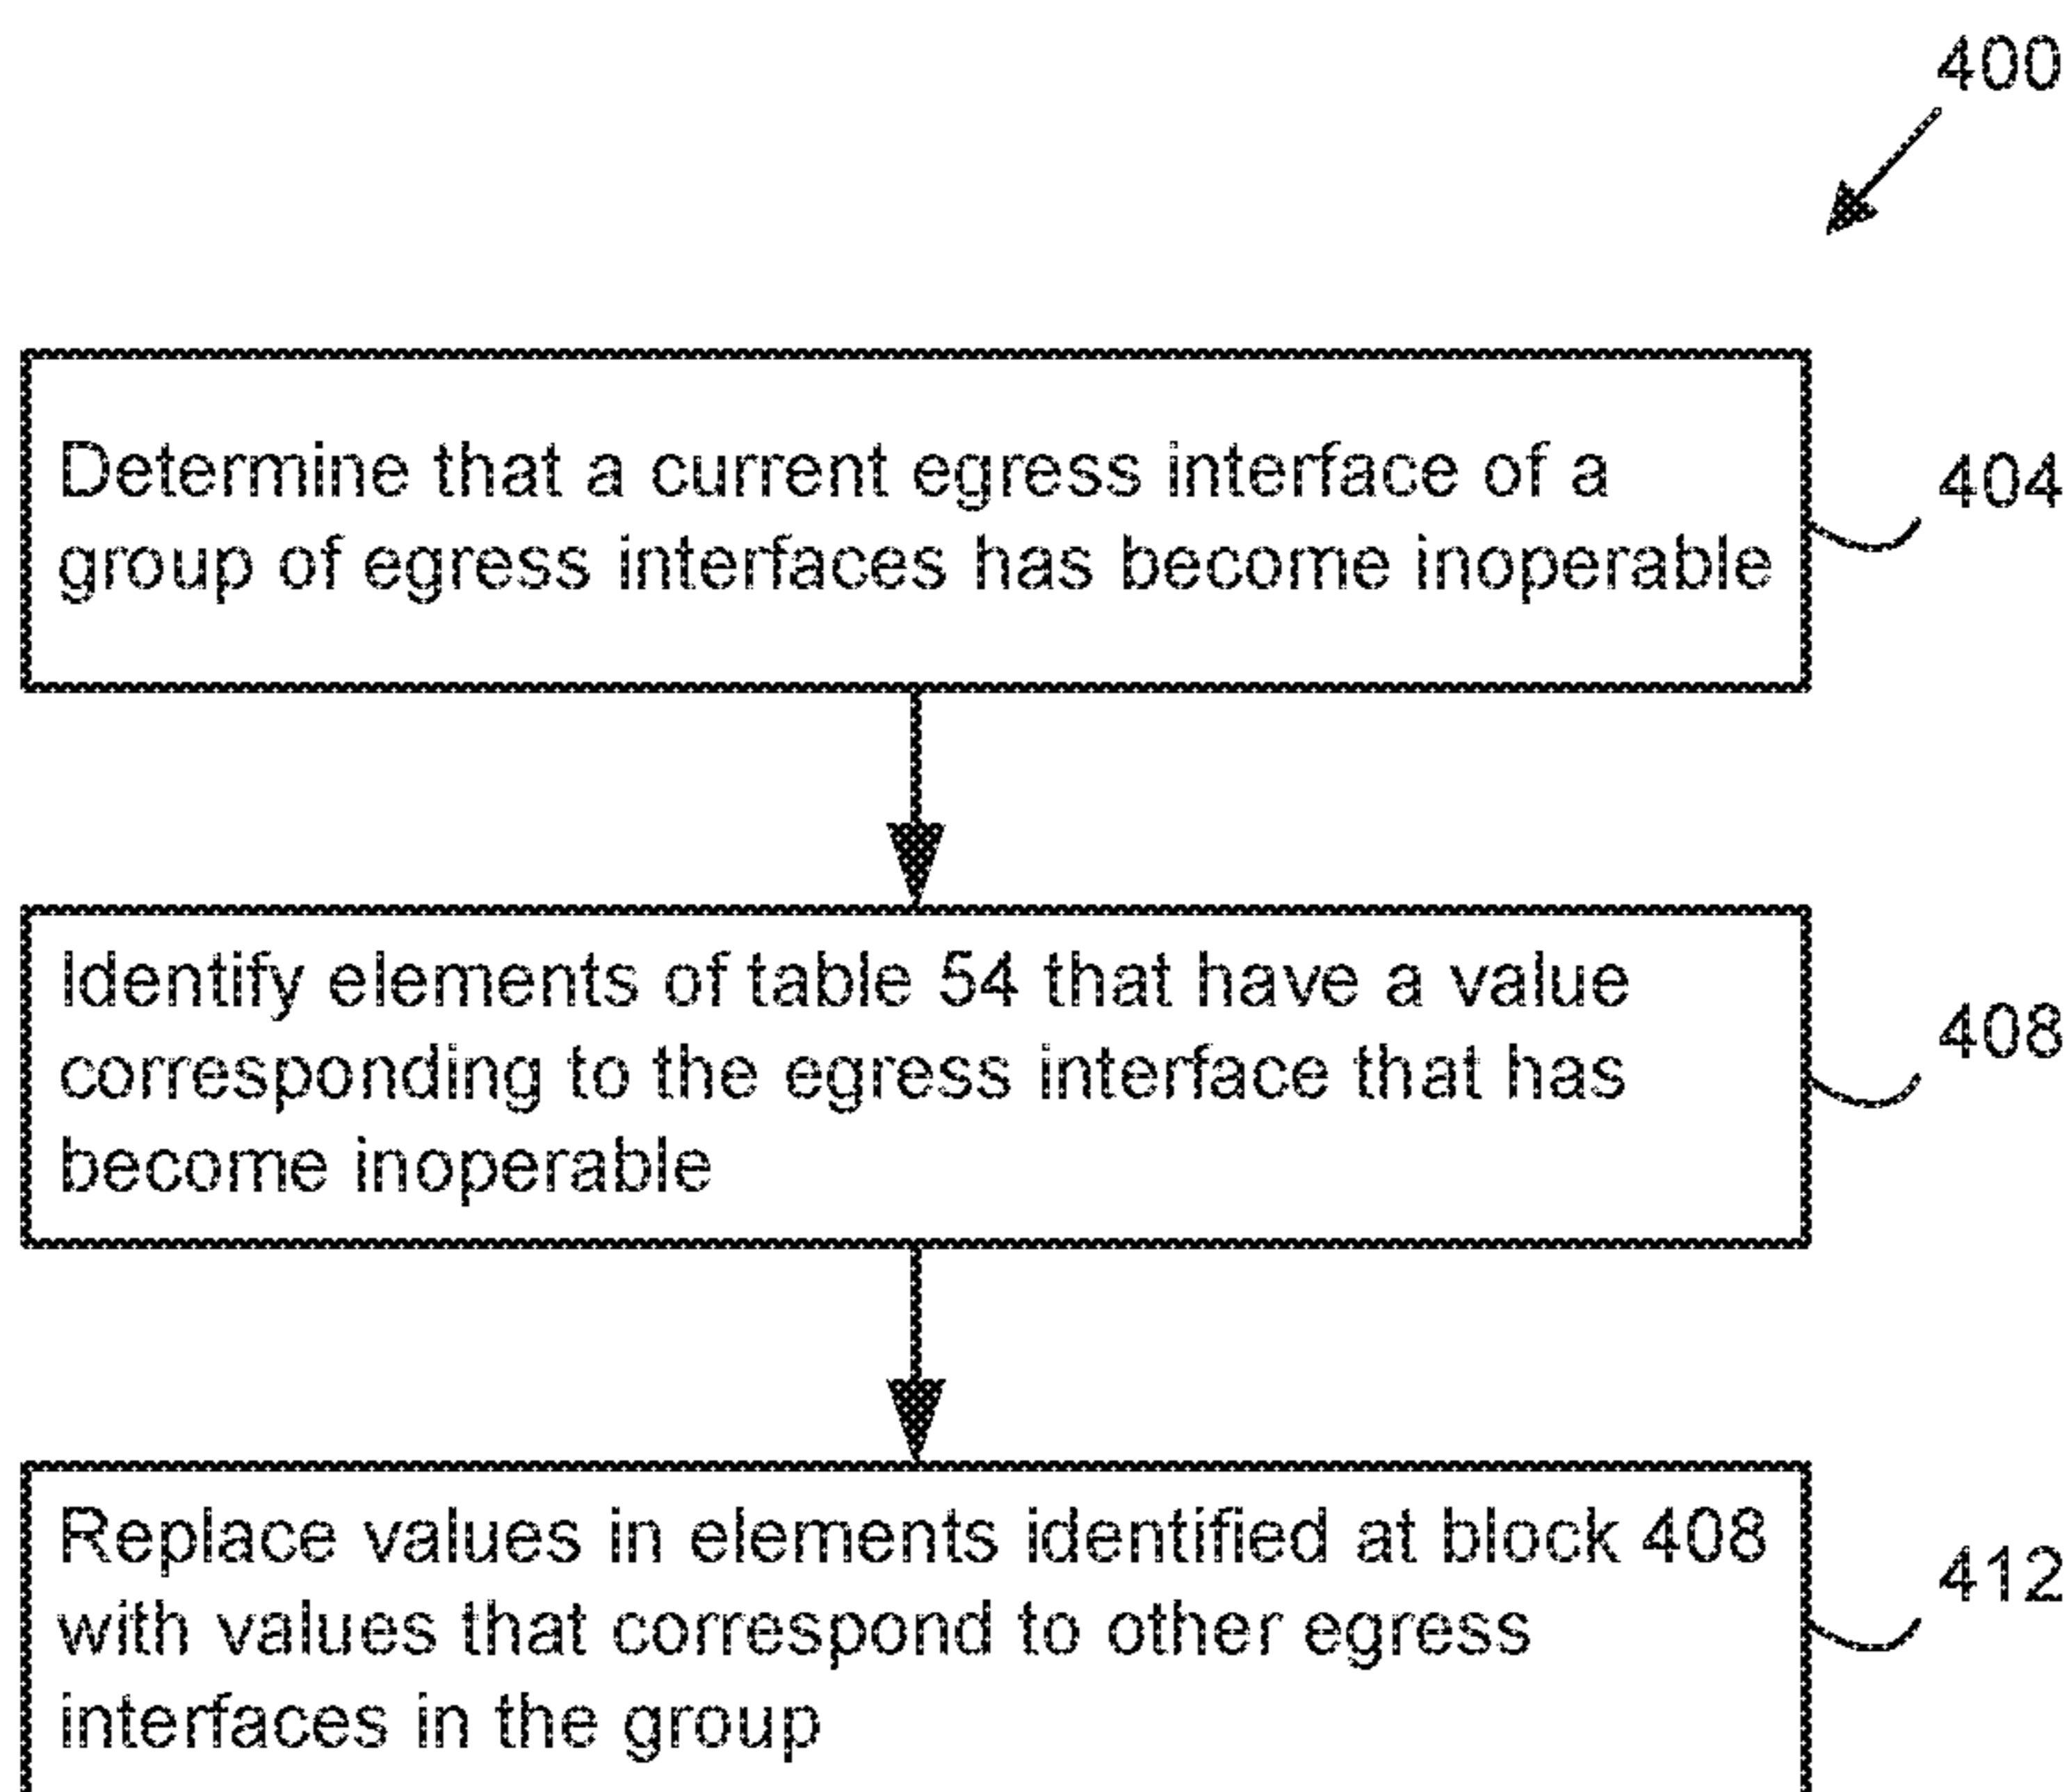 400
Determine that a current egress interface of a
group of egress interfaces has become inoperable
404
Identify elements of table 54 that have a value
corresponding to the egress interface that has
become inoperable
408
Replace values in elements identified at block 408
with values that correspond to other egress
interfaces in the group
412